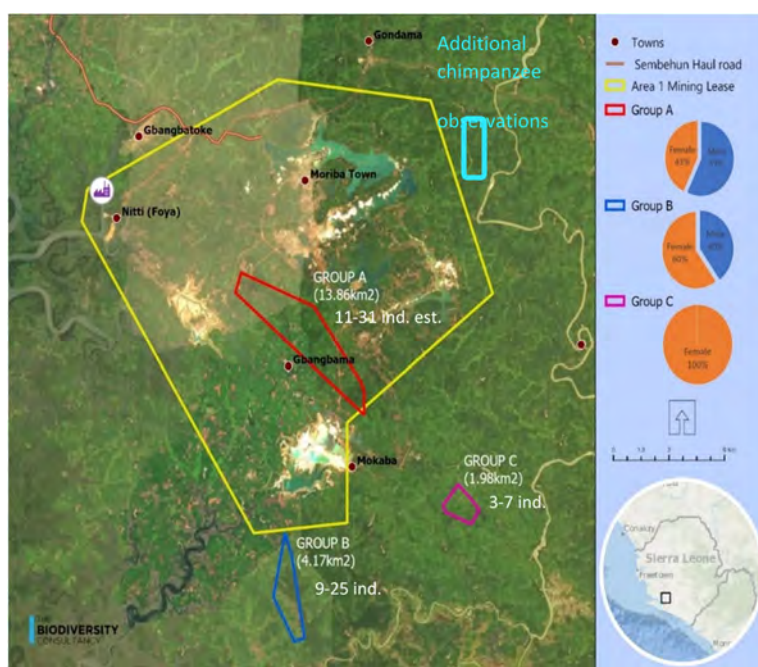 Gondama
Additional
chimpanzee
observations
Gbangbatoke
Moriba Town
Nitti (Foya)
GROUP A
(13.86km2)
11-31 ind. est.
Gbangbama
Mokaba
GROUP C
(1.98km2)
3-7 ind.
GROUP B
(4.17km2)
9-25 ind.
BIODIVERSITY
CONSULTANCY
Towns
Sembehun Haul road
Area 1 Mining Lease
Group A
Female
Male
Group B
Female
60%
Male
Group C
Female
100%
Conakry
Sierra Leone
Freetown